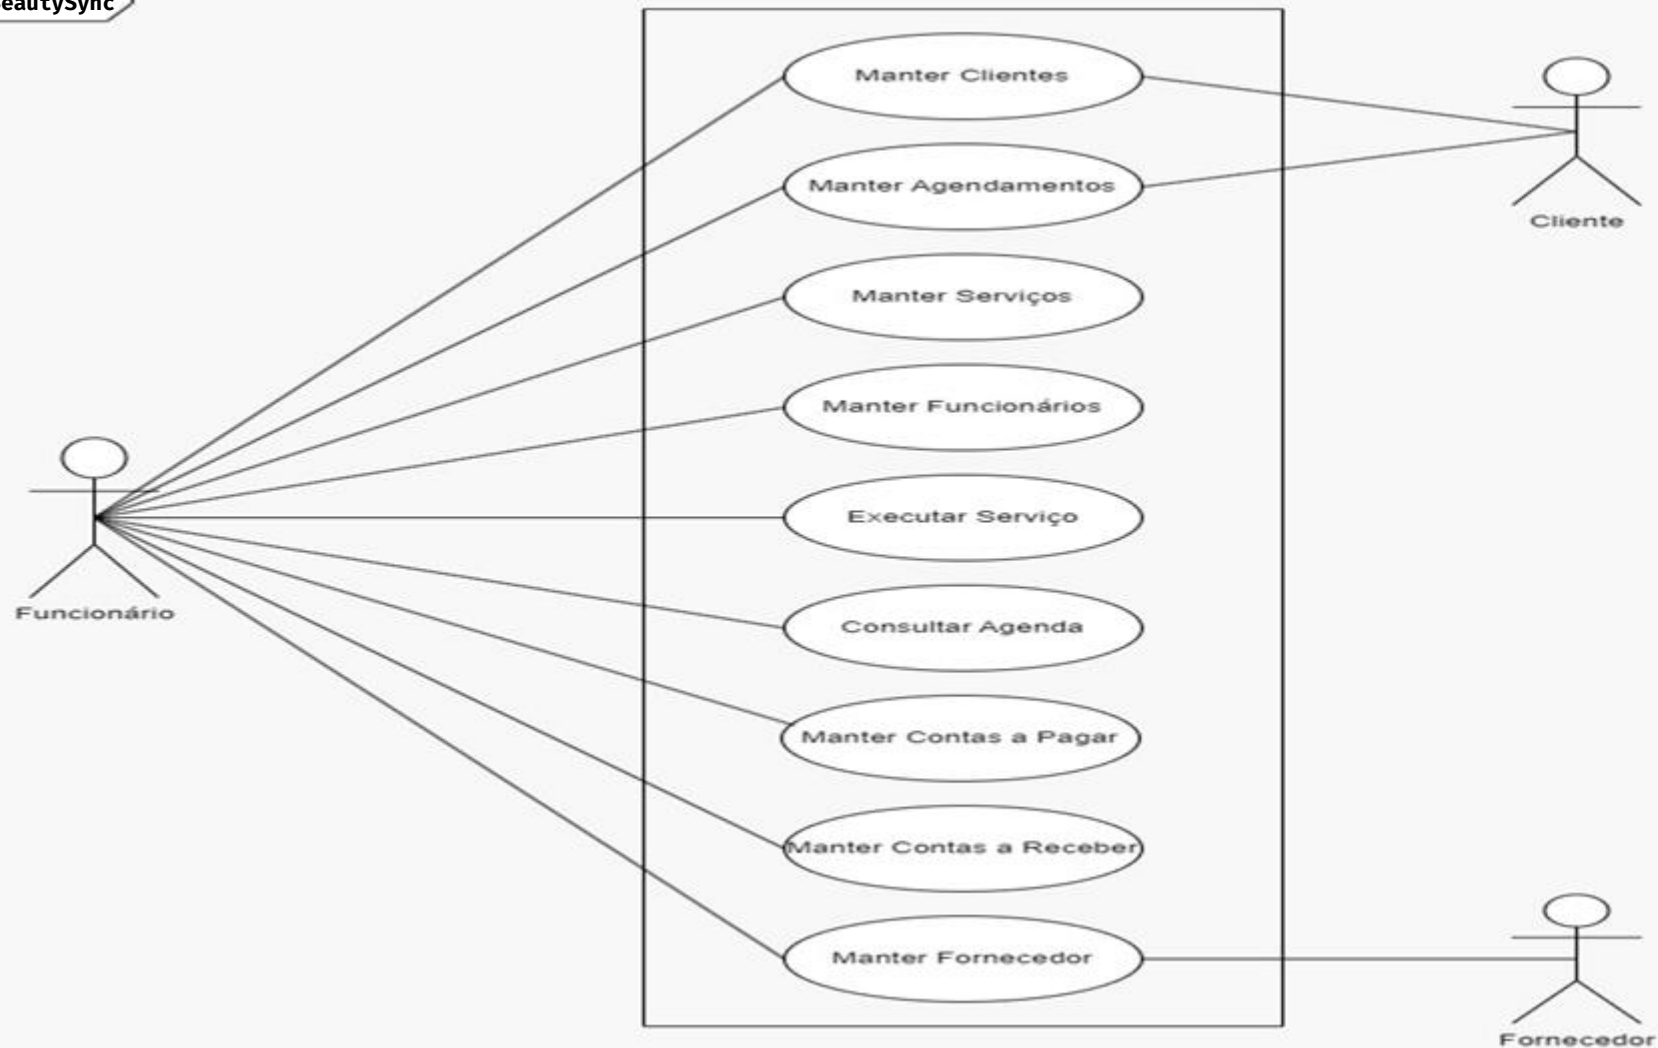 eautySync
Manter Clientes
Manter Agendamentos
Cliente
Manter Serviços
Manter Funcionários
Executar Serviço
Funcionário
Consultar Agenda
Manter Contas a Pagar
Manter Contas a Receber
Manter Fornecedor
Fornecedor